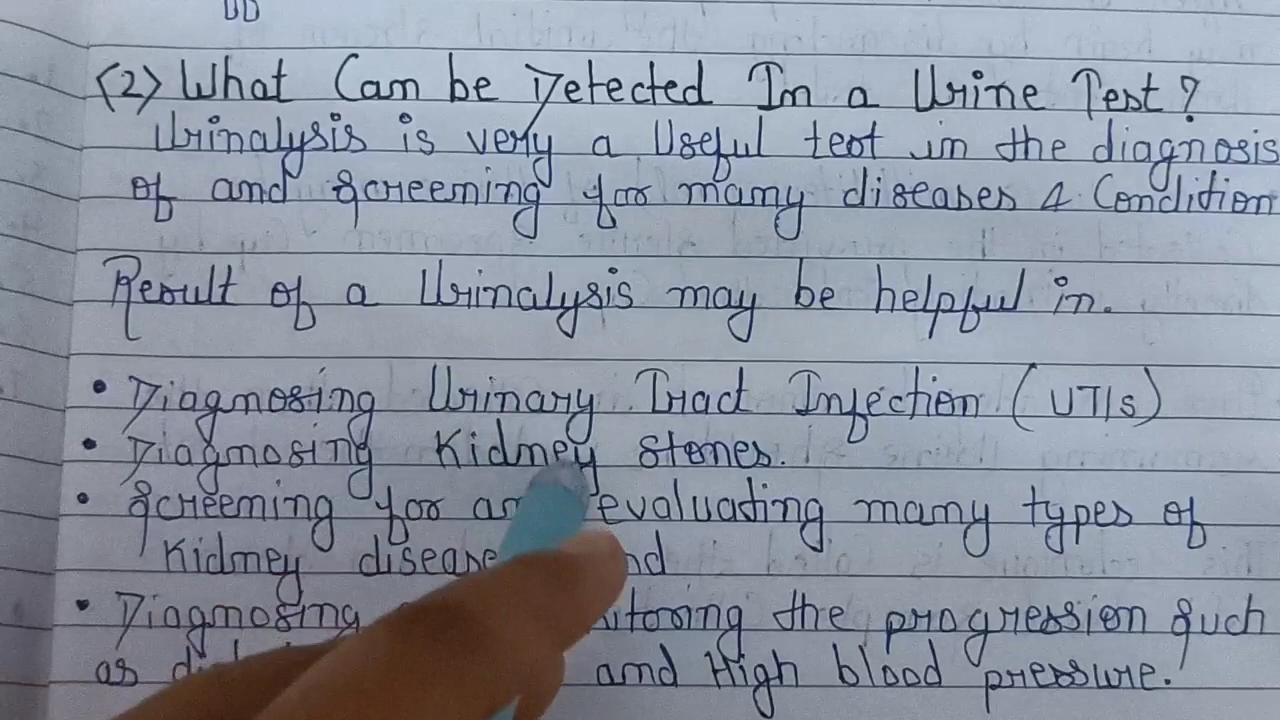 (2) What Can be Detected In a Urine Test?
Urinalysis is very a Useful test in the diagnosis
of and Screening for many diseases & Condition
Result of a Urinalysis may be helpful in.
• Diagnosing Urinary Tract Infection (UTIs)
• Diagnosing Kidney Stones.
• Screening for evaluating many types of
Kidney disease
• Diagnosing the progression Such
as and High blood pressure.